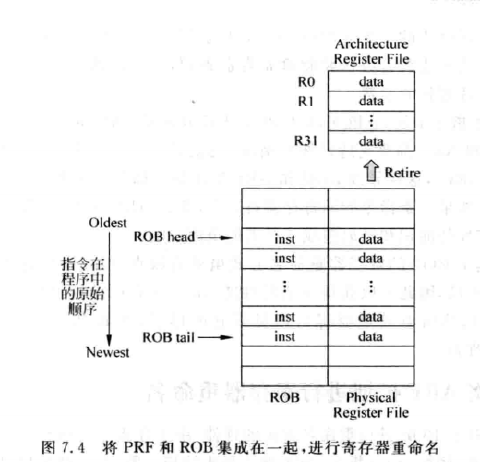 Architecture
Register File
R0 data
R1 data
⋮
R31 data
Retire
Oldest
ROB head inst data
指令在
程序中
的原始
顺序
inst data
⋮ ⋮
inst data
ROB tail inst data
Newest
ROB Physical
Register File
图 7.4 将 PRF 和 ROB 集成在一起,进行寄存器重命名